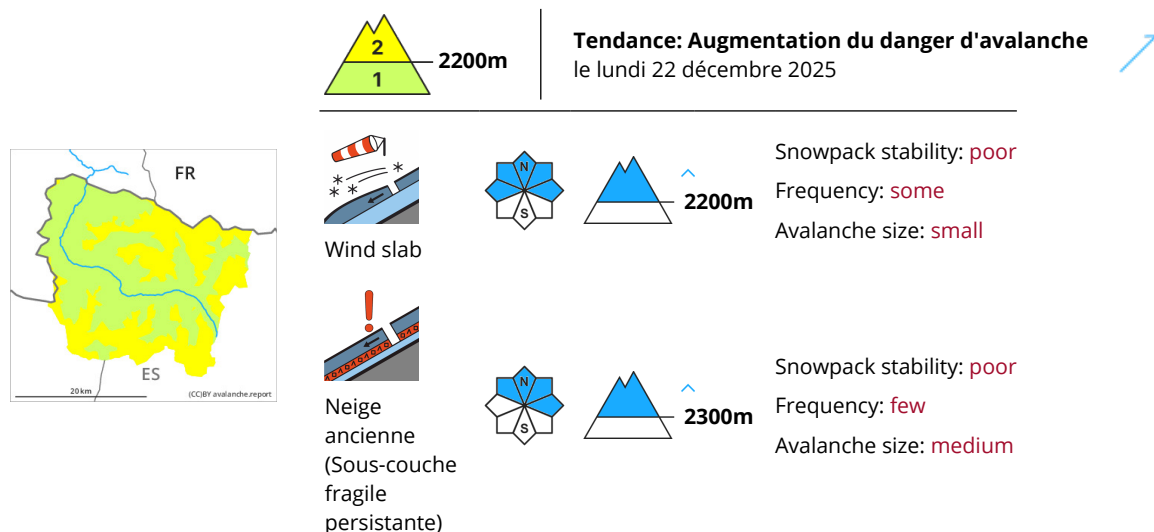 2
1
2200m
Tendance: Augmentation du danger d'avalanche
le lundi 22 décembre 2025
FR
ES
20 km
(CC)BY avalanche.report
Wind slab
N
S
2200m
Snowpack stability: poor
Frequency: some
Avalanche size: small
Neige
ancienne
(Sous-couche
fragile
persistante)
N
S
2300m
Snowpack stability: poor
Frequency: few
Avalanche size: medium